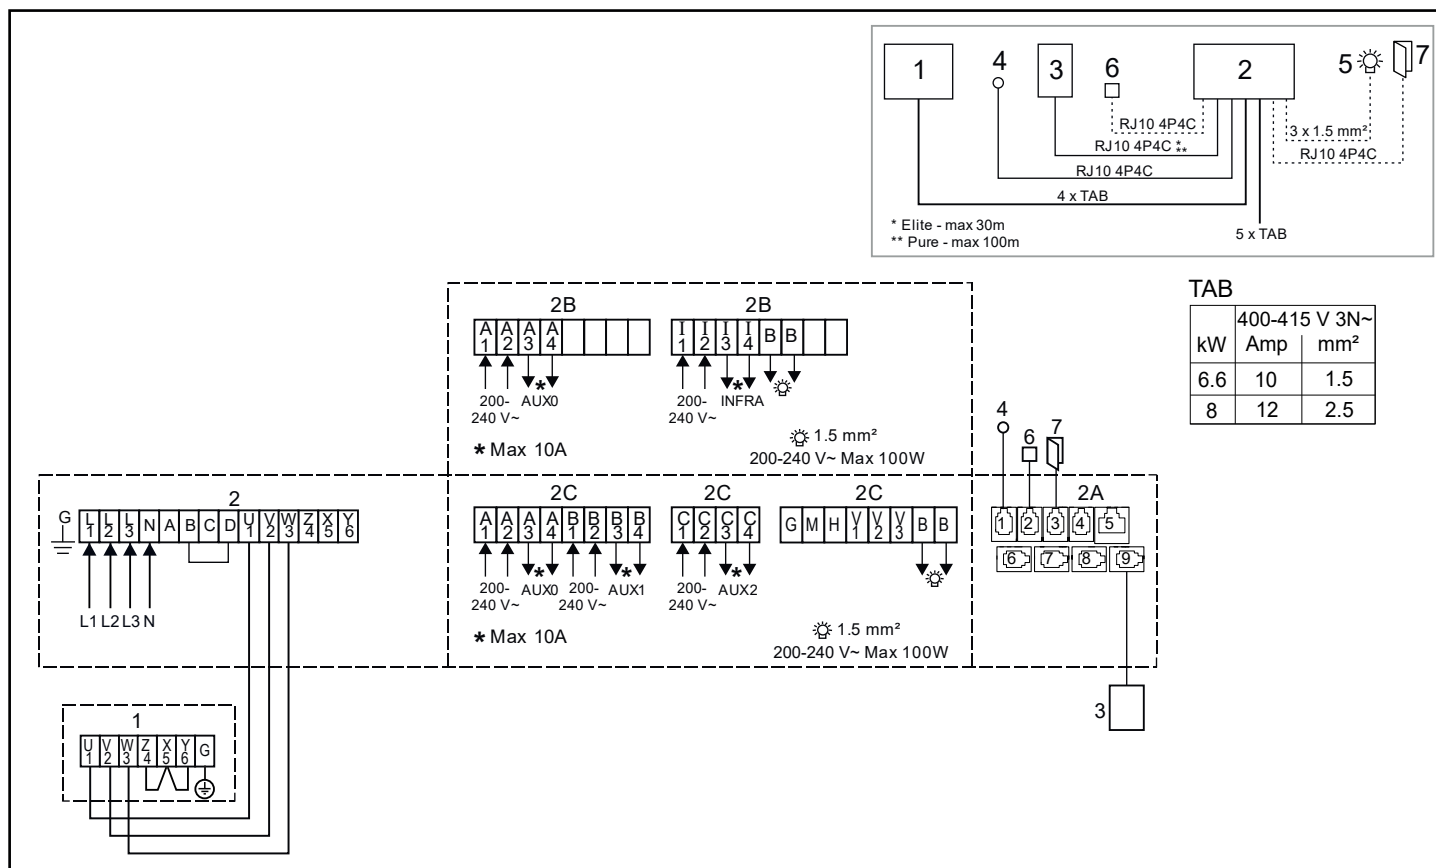 1 4 3 6 2 5 7
RJ10 4P4C
3 x 1.5 mm²
RJ10 4P4C * **
RJ10 4P4C
RJ10 4P4C
4 x TAB
* Elite - max 30m
** Pure - max 100m
5 x TAB
TAB
400-415 V 3N~
kW Amp mm²
6.6 10 1.5
8 12 2.5
2B
A1 A2 A3 A4
200-240 V~
* AUX0
* Max 10A
2B
I1 I2 I3 I4 B B
200-240 V~
* INFRA
1.5 mm²
200-240 V~ Max 100W
2
G L1 L2 L3 N A B C D U1 V2 W3 Z4 X5 Y6
L1 L2 L3 N
2C
A1 A2 A3 A4 B1 B2 B3 B4
200-240 V~
* AUX0
200-240 V~
* AUX1
* Max 10A
2C
C1 C2 C3 C4
200-240 V~
* AUX2
2C
G M H V1 V2 V3 B B
1.5 mm²
200-240 V~ Max 100W
4 6 7
2A
1 2 3 4 5
6 7 8 9
3
1
U1 V2 W3 Z4 X5 Y6 G